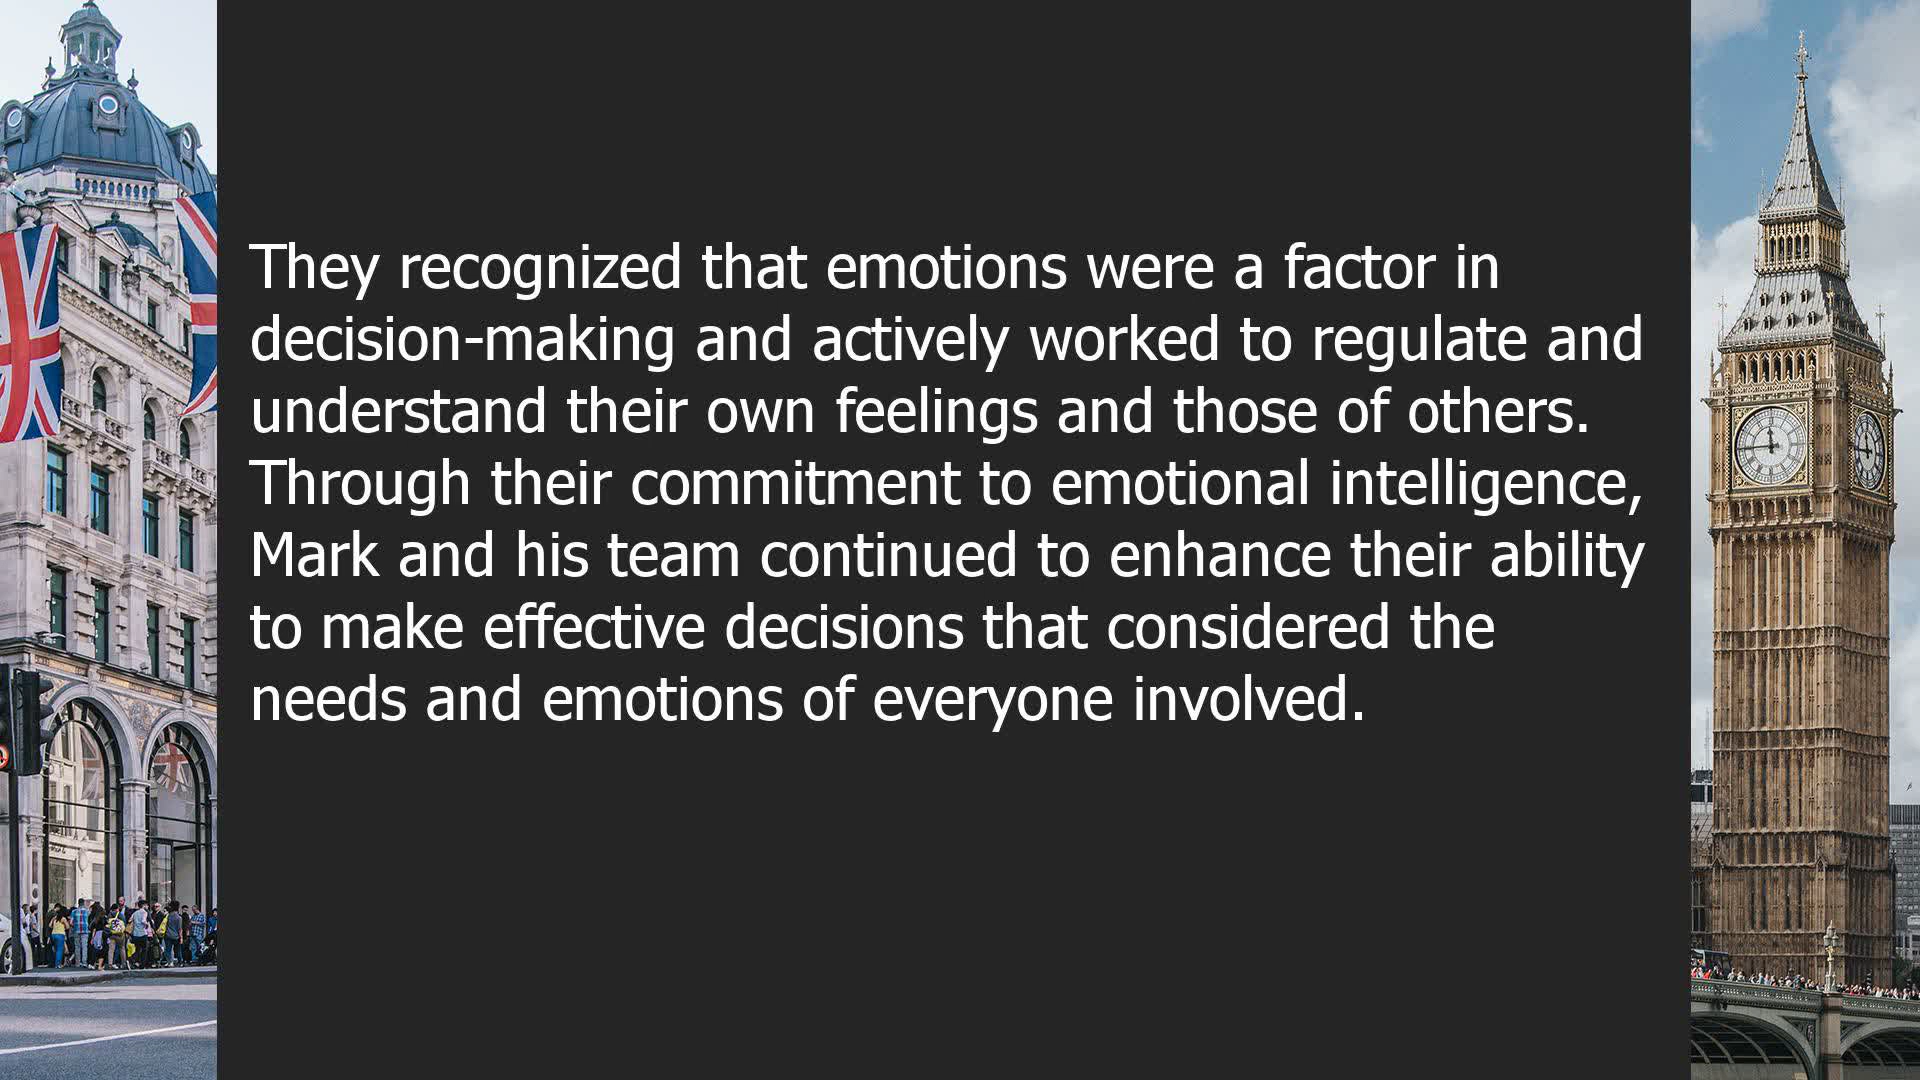 They recognized that emotions were a factor in
decision-making and actively worked to regulate and
understand their own feelings and those of others.
Through their commitment to emotional intelligence,
Mark and his team continued to enhance their ability
to make effective decisions that considered the
needs and emotions of everyone involved.